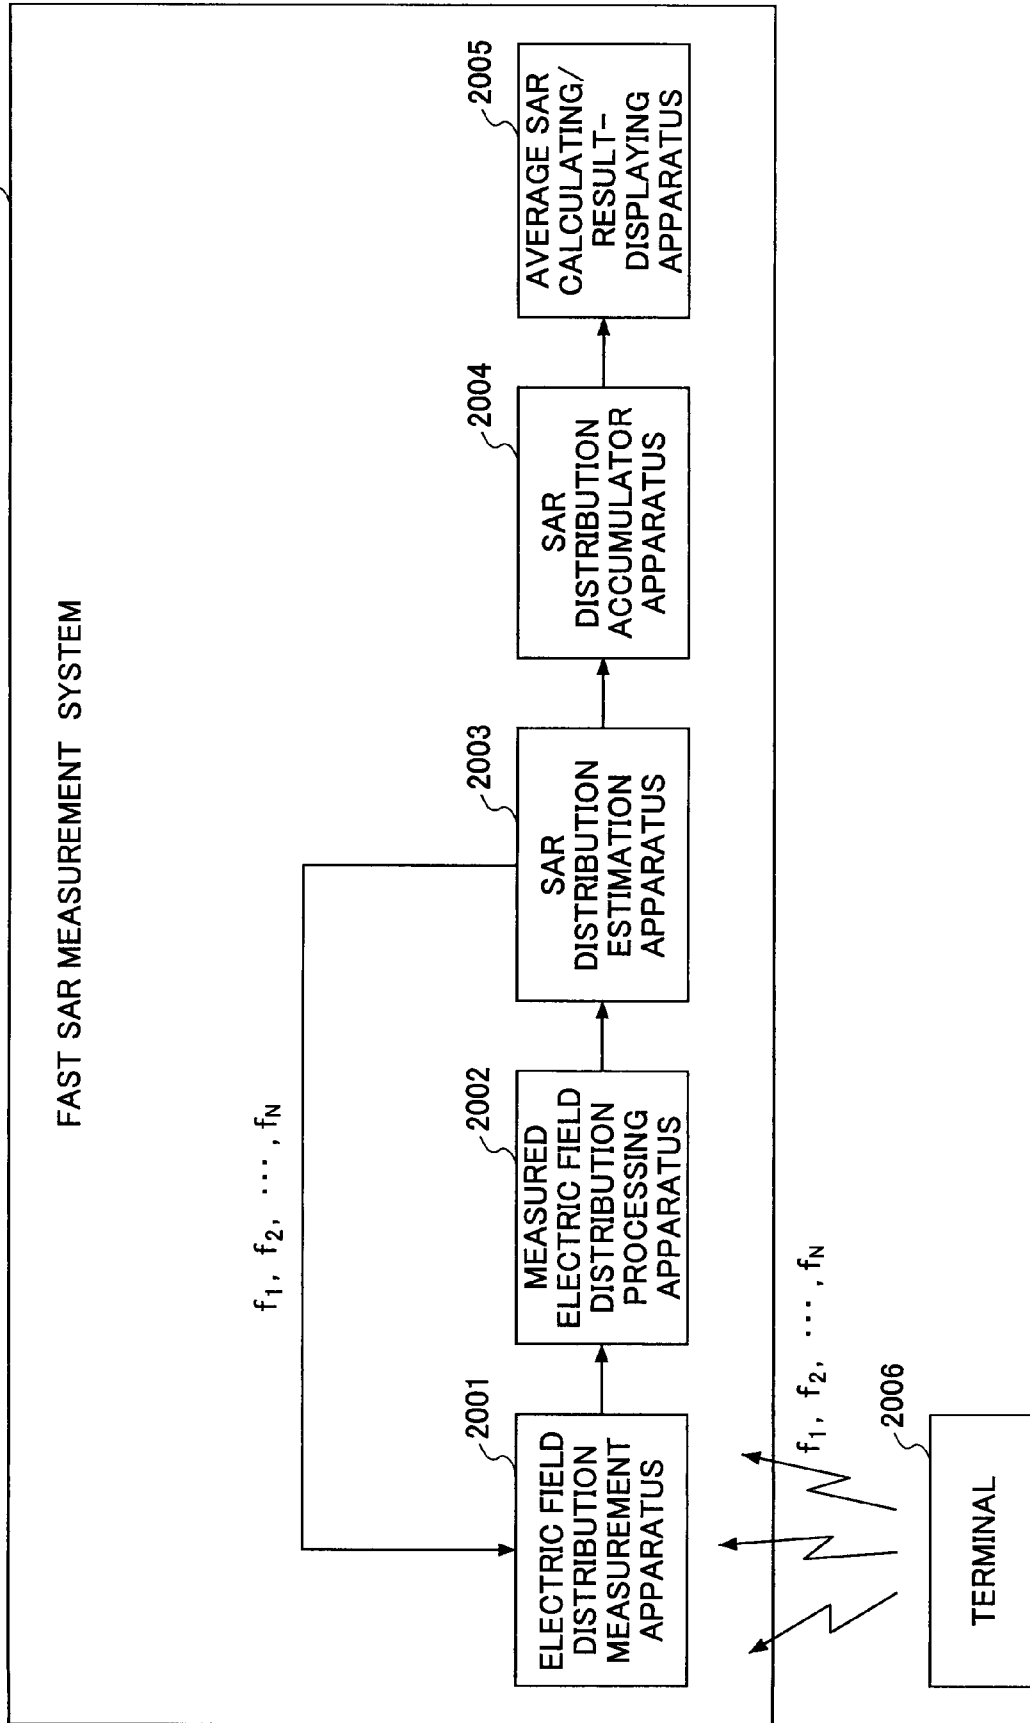 FAST SAR MEASUREMENT SYSTEM
f1, f2, ··· , fN
2001
ELECTRIC FIELD
DISTRIBUTION
MEASUREMENT
APPARATUS
2002
MEASURED
ELECTRIC FIELD
DISTRIBUTION
PROCESSING
APPARATUS
2003
SAR
DISTRIBUTION
ESTIMATION
APPARATUS
2004
SAR
DISTRIBUTION
ACCUMULATOR
APPARATUS
2005
AVERAGE SAR
CALCULATING/
RESULT-
DISPLAYING
APPARATUS
f1, f2, ··· , fN
2006
TERMINAL